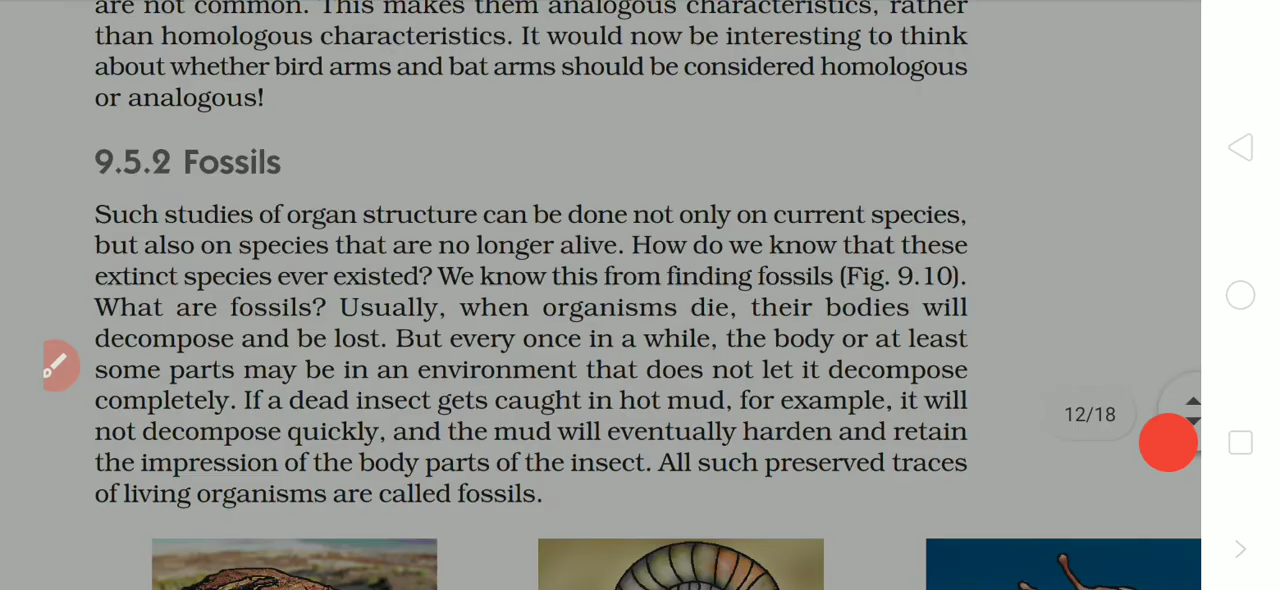 are not common. This makes them analogous characteristics, rather
than homologous characteristics. It would now be interesting to think
about whether bird arms and bat arms should be considered homologous
or analogous!
9.5.2 Fossils
Such studies of organ structure can be done not only on current species,
but also on species that are no longer alive. How do we know that these
extinct species ever existed? We know this from finding fossils (Fig. 9.10).
What are fossils? Usually, when organisms die, their bodies will
decompose and be lost. But every once in a while, the body or at least
some parts may be in an environment that does not let it decompose
completely. If a dead insect gets caught in hot mud, for example, it will
not decompose quickly, and the mud will eventually harden and retain
the impression of the body parts of the insect. All such preserved traces
of living organisms are called fossils.
12/18